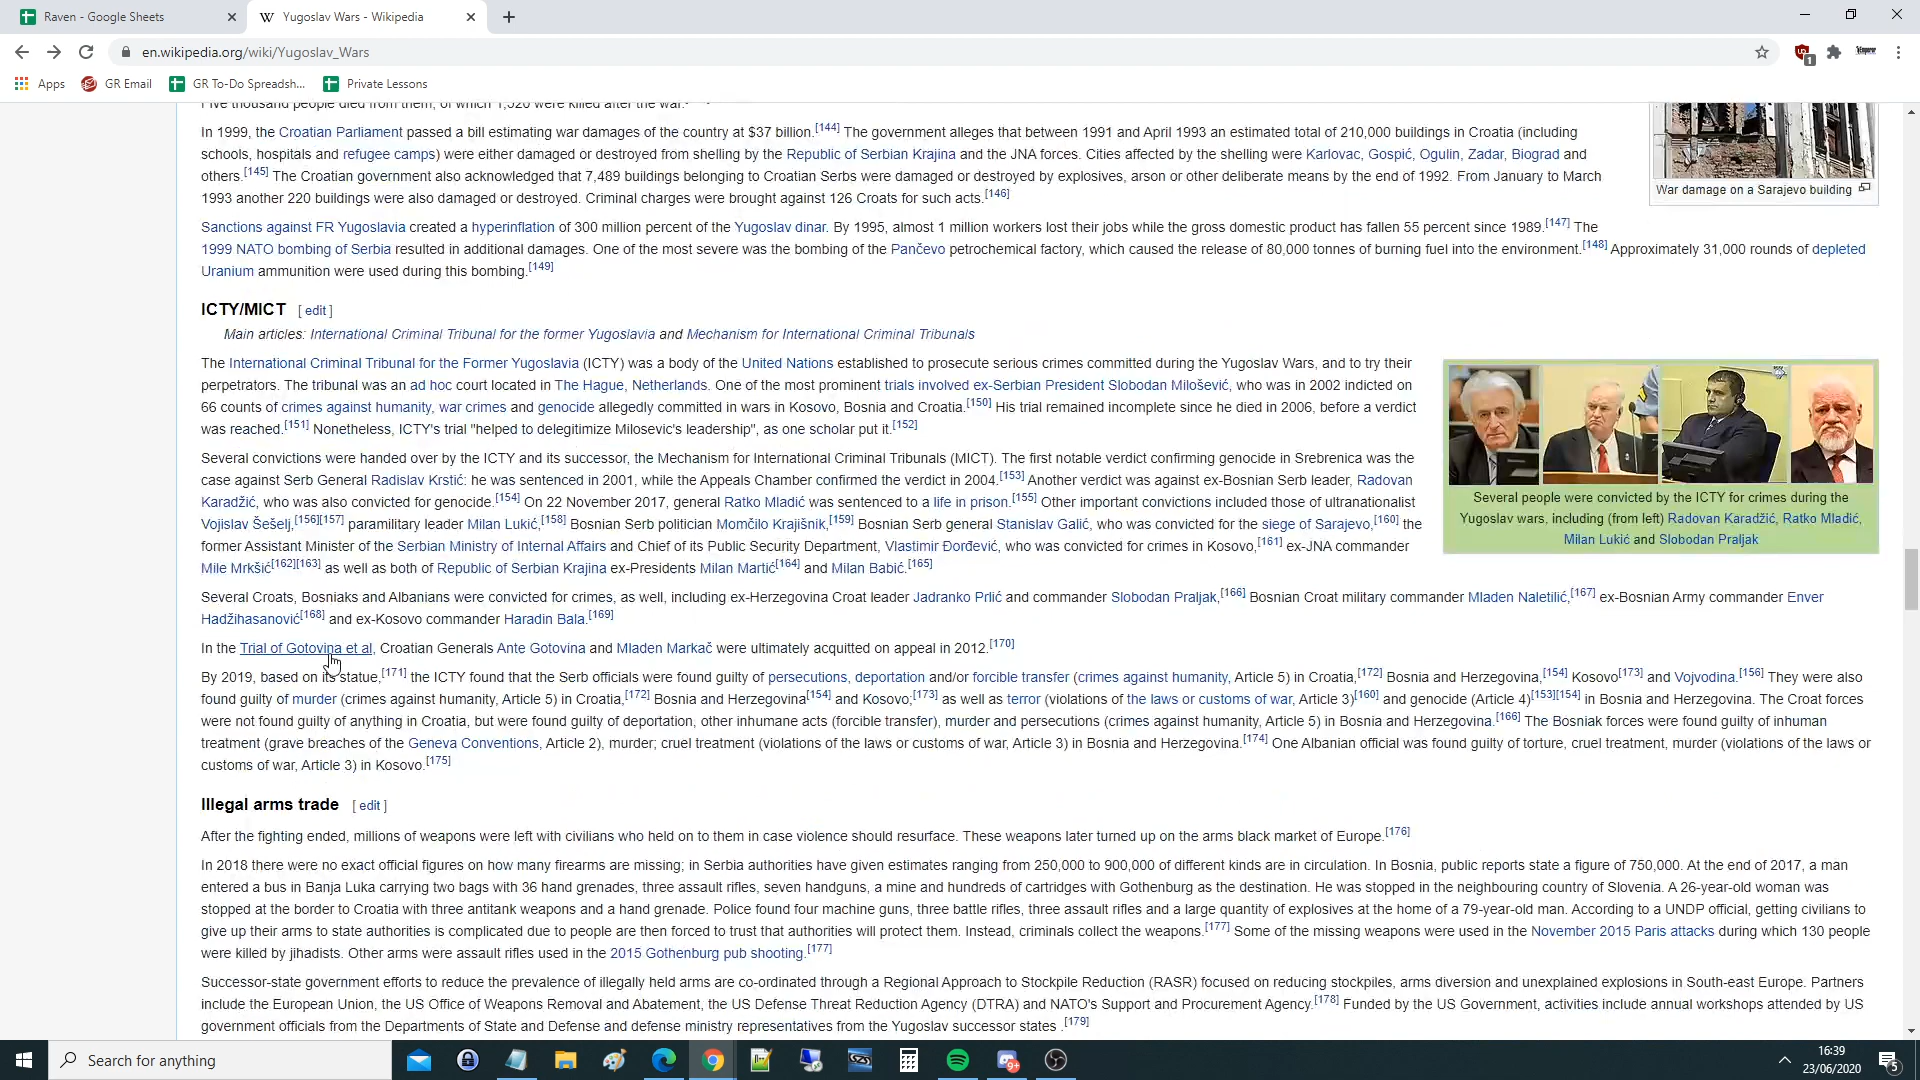 Raven - Google Sheets
Yugoslav Wars - Wikipedia
en.wikipedia.org/wiki/Yugoslav_Wars
Apps GR Email GR To-Do Spreadsh... Private Lessons
Five thousand people died from them, of which 1,520 were killed after the war.
In 1999, the Croatian Parliament passed a bill estimating war damages of the country at $37 billion.[144] The government alleges that between 1991 and April 1993 an estimated total of 210,000 buildings in Croatia (including
schools, hospitals and refugee camps) were either damaged or destroyed from shelling by the Republic of Serbian Krajina and the JNA forces. Cities affected by the shelling were Karlovac, Gospić, Ogulin, Zadar, Biograd and
others.[145] The Croatian government also acknowledged that 7,489 buildings belonging to Croatian Serbs were damaged or destroyed by explosives, arson or other deliberate means by the end of 1992. From January to March
1993 another 220 buildings were also damaged or destroyed. Criminal charges were brought against 126 Croats for such acts.[146]
War damage on a Sarajevo building
Sanctions against FR Yugoslavia created a hyperinflation of 300 million percent of the Yugoslav dinar. By 1995, almost 1 million workers lost their jobs while the gross domestic product has fallen 55 percent since 1989.[147] The
1999 NATO bombing of Serbia resulted in additional damages. One of the most severe was the bombing of the Pančevo petrochemical factory, which caused the release of 80,000 tonnes of burning fuel into the environment.[148] Approximately 31,000 rounds of depleted
Uranium ammunition were used during this bombing.[149]
ICTY/MICT [ edit ]
Main articles: International Criminal Tribunal for the former Yugoslavia and Mechanism for International Criminal Tribunals
The International Criminal Tribunal for the Former Yugoslavia (ICTY) was a body of the United Nations established to prosecute serious crimes committed during the Yugoslav Wars, and to try their
perpetrators. The tribunal was an ad hoc court located in The Hague, Netherlands. One of the most prominent trials involved ex-Serbian President Slobodan Milošević, who was in 2002 indicted on
66 counts of crimes against humanity, war crimes and genocide allegedly committed in wars in Kosovo, Bosnia and Croatia.[150] His trial remained incomplete since he died in 2006, before a verdict
was reached.[151] Nonetheless, ICTY's trial "helped to delegitimize Milosevic's leadership", as one scholar put it.[152]
Several convictions were handed over by the ICTY and its successor, the Mechanism for International Criminal Tribunals (MICT). The first notable verdict confirming genocide in Srebrenica was the
case against Serb General Radislav Krstić: he was sentenced in 2001, while the Appeals Chamber confirmed the verdict in 2004.[153] Another verdict was against ex-Bosnian Serb leader, Radovan
Karadžić, who was also convicted for genocide.[154] On 22 November 2017, general Ratko Mladić was sentenced to a life in prison.[155] Other important convictions included those of ultranationalist
Vojislav Šešelj,[156][157] paramilitary leader Milan Lukić,[158] Bosnian Serb politician Momčilo Krajišnik,[159] Bosnian Serb general Stanislav Galić, who was convicted for the siege of Sarajevo,[160] the
former Assistant Minister of the Serbian Ministry of Internal Affairs and Chief of its Public Security Department, Vlastimir Đorđević, who was convicted for crimes in Kosovo,[161] ex-JNA commander
Mile Mrkšić[162][163] as well as both of Republic of Serbian Krajina ex-Presidents Milan Martić[164] and Milan Babić.[165]
Several people were convicted by the ICTY for crimes during the
Yugoslav wars, including (from left) Radovan Karadžić, Ratko Mladić,
Milan Lukić and Slobodan Praljak
Several Croats, Bosniaks and Albanians were convicted for crimes, as well, including ex-Herzegovina Croat leader Jadranko Prlić and commander Slobodan Praljak,[166] Bosnian Croat military commander Mladen Naletilić,[167] ex-Bosnian Army commander Enver
Hadžihasanović[168] and ex-Kosovo commander Haradin Bala.[169]
In the Trial of Gotovina et al, Croatian Generals Ante Gotovina and Mladen Markač were ultimately acquitted on appeal in 2012.[170]
By 2019, based on its statue,[171] the ICTY found that the Serb officials were found guilty of persecutions, deportation and/or forcible transfer (crimes against humanity, Article 5) in Croatia,[172] Bosnia and Herzegovina,[154] Kosovo[173] and Vojvodina.[156] They were also
found guilty of murder (crimes against humanity, Article 5) in Croatia,[172] Bosnia and Herzegovina[154] and Kosovo;[173] as well as terror (violations of the laws or customs of war, Article 3)[160] and genocide (Article 4)[153][154] in Bosnia and Herzegovina. The Croat forces
were not found guilty of anything in Croatia, but were found guilty of deportation, other inhumane acts (forcible transfer), murder and persecutions (crimes against humanity, Article 5) in Bosnia and Herzegovina.[166] The Bosniak forces were found guilty of inhuman
treatment (grave breaches of the Geneva Conventions, Article 2), murder; cruel treatment (violations of the laws or customs of war, Article 3) in Bosnia and Herzegovina.[174] One Albanian official was found guilty of torture, cruel treatment, murder (violations of the laws or
customs of war, Article 3) in Kosovo.[175]
Illegal arms trade [ edit ]
After the fighting ended, millions of weapons were left with civilians who held on to them in case violence should resurface. These weapons later turned up on the arms black market of Europe.[176]
In 2018 there were no exact official figures on how many firearms are missing; in Serbia authorities have given estimates ranging from 250,000 to 900,000 of different kinds are in circulation. In Bosnia, public reports state a figure of 750,000. At the end of 2017, a man
entered a bus in Banja Luka carrying two bags with 36 hand grenades, three assault rifles, seven handguns, a mine and hundreds of cartridges with Gothenburg as the destination. He was stopped in the neighbouring country of Slovenia. A 26-year-old woman was
stopped at the border to Croatia with three antitank weapons and a hand grenade. Police found four machine guns, three battle rifles, three assault rifles and a large quantity of explosives at the home of a 79-year-old man. According to a UNDP official, getting civilians to
give up their arms to state authorities is complicated due to people are then forced to trust that authorities will protect them. Instead, criminals collect the weapons.[177] Some of the missing weapons were used in the November 2015 Paris attacks during which 130 people
were killed by jihadists. Other arms were assault rifles used in the 2015 Gothenburg pub shooting.[177]
Successor-state government efforts to reduce the prevalence of illegally held arms are co-ordinated through a Regional Approach to Stockpile Reduction (RASR) focused on reducing stockpiles, arms diversion and unexplained explosions in South-east Europe. Partners
include the European Union, the US Office of Weapons Removal and Abatement, the US Defense Threat Reduction Agency (DTRA) and NATO's Support and Procurement Agency.[178] Funded by the US Government, activities include annual workshops attended by US
government officials from the Departments of State and Defense and defense ministry representatives from the Yugoslav successor states .[179]
Search for anything
16:39
23/06/2020
5